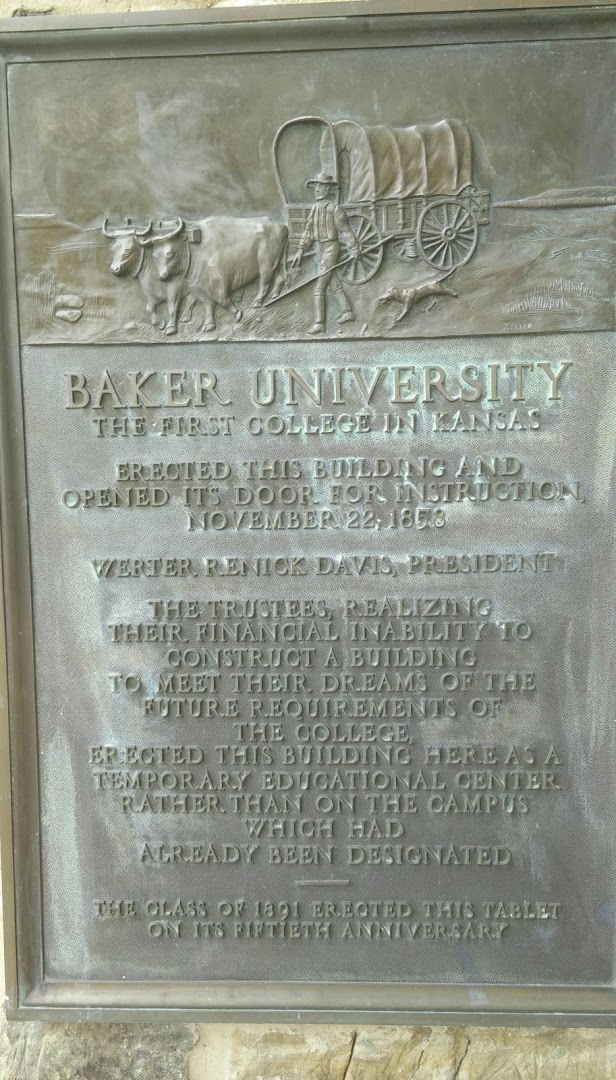 BAKER UNIVERSITY
THE FIRST COLLEGE IN KANSAS
ERECTED THIS BUILDING AND
OPENED ITS DOOR FOR INSTRUCTION,
NOVEMBER 22, 1858
WERTER RENICK DAVIS, PRESIDENT
THE TRUSTEES, REALIZING
THEIR FINANCIAL INABILITY TO
CONSTRUCT A BUILDING
TO MEET THEIR DREAMS OF THE
FUTURE REQUIREMENTS OF
THE COLLEGE,
ERECTED THIS BUILDING HERE AS A
TEMPORARY EDUCATIONAL CENTER
RATHER THAN ON THE CAMPUS
WHICH HAD
ALREADY BEEN DESIGNATED
THE CLASS OF 1891 ERECTED THIS TABLET
ON ITS FIFTIETH ANNIVERSARY